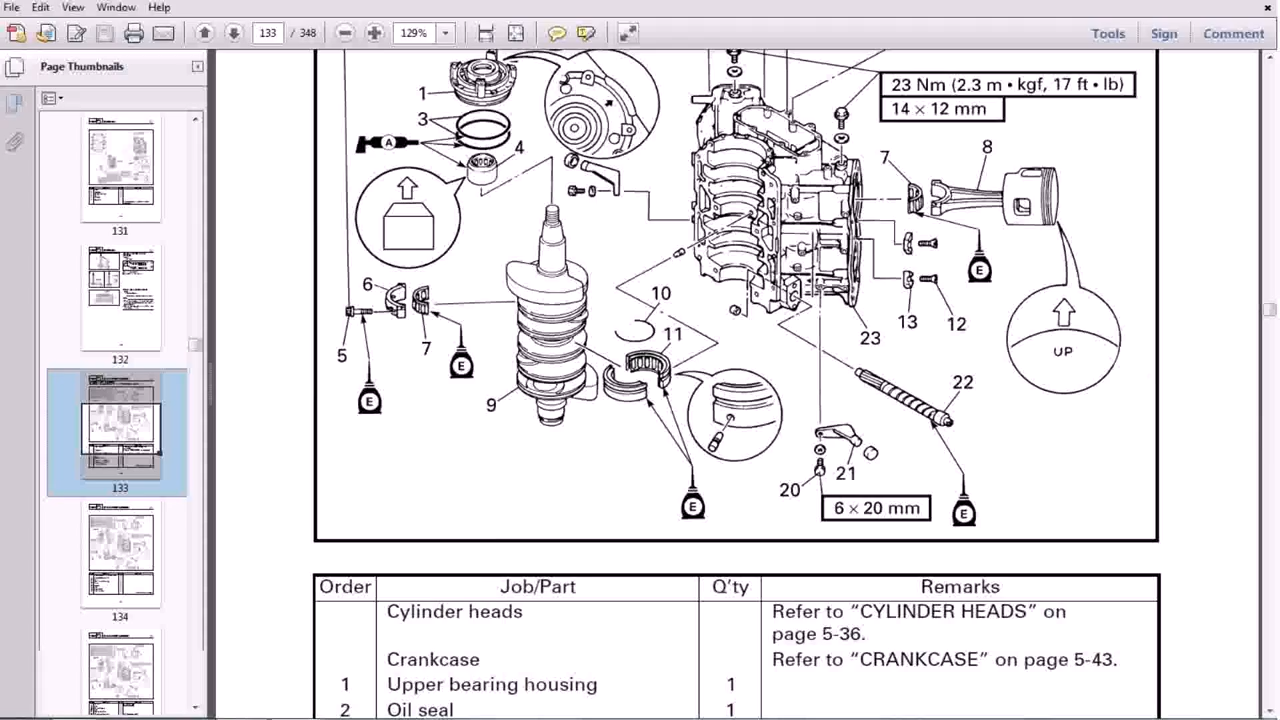 File Edit View Window Help
133 / 348 129% Tools Sign Comment
Page Thumbnails
131
132
133
134
23 Nm (2.3 m • kgf, 17 ft • lb)
14 × 12 mm
1
3
A
4
7
8
E
6
5
7
E
E
10
11
9
E
13
12
23
UP
22
21
20
6 × 20 mm
E
Order Job/Part Q’ty Remarks
Cylinder heads Refer to “CYLINDER HEADS” on
page 5-36.
Crankcase Refer to “CRANKCASE” on page 5-43.
1 Upper bearing housing 1
2 Oil seal 1